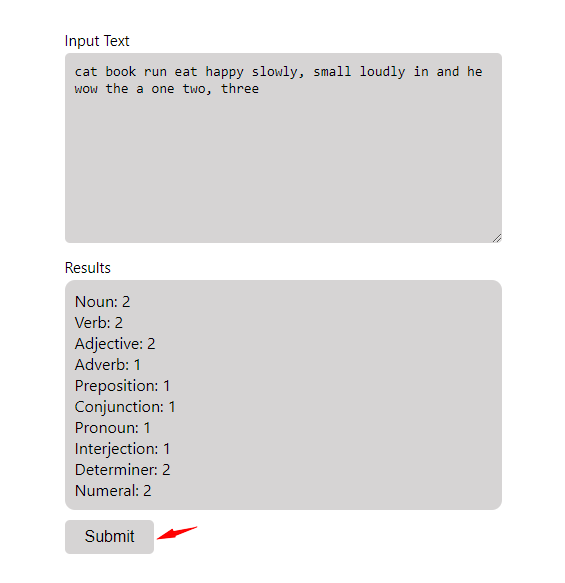 Input Text
cat book run eat happy slowly, small loudly in and he
wow the a one two, three
Results
Noun: 2
Verb: 2
Adjective: 2
Adverb: 1
Preposition: 1
Conjunction: 1
Pronoun: 1
Interjection: 1
Determiner: 2
Numeral: 2
Submit